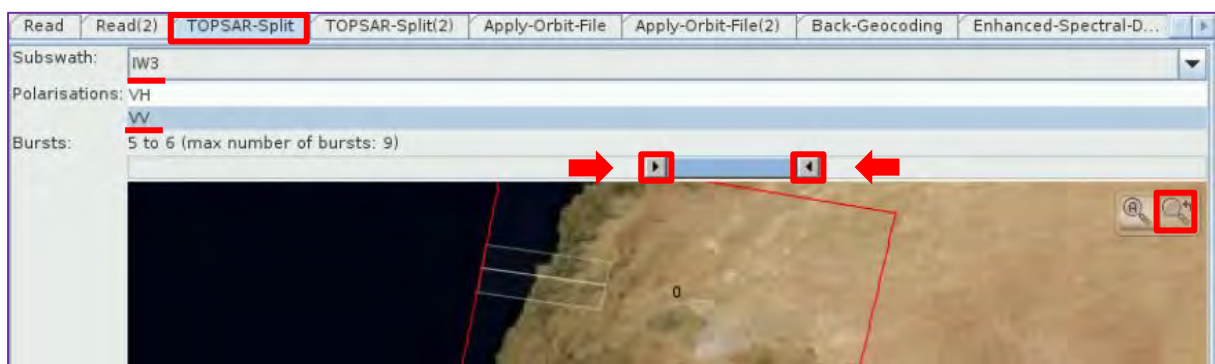 Read Read(2) TOPSAR-Split TOPSAR-Split(2) Apply-Orbit-File Apply-Orbit-File(2) Back-Geocoding Enhanced-Spectral-D...
Subswath: IW3
Polarisations: VH
VV
Bursts: 5 to 6 (max number of bursts: 9)
0